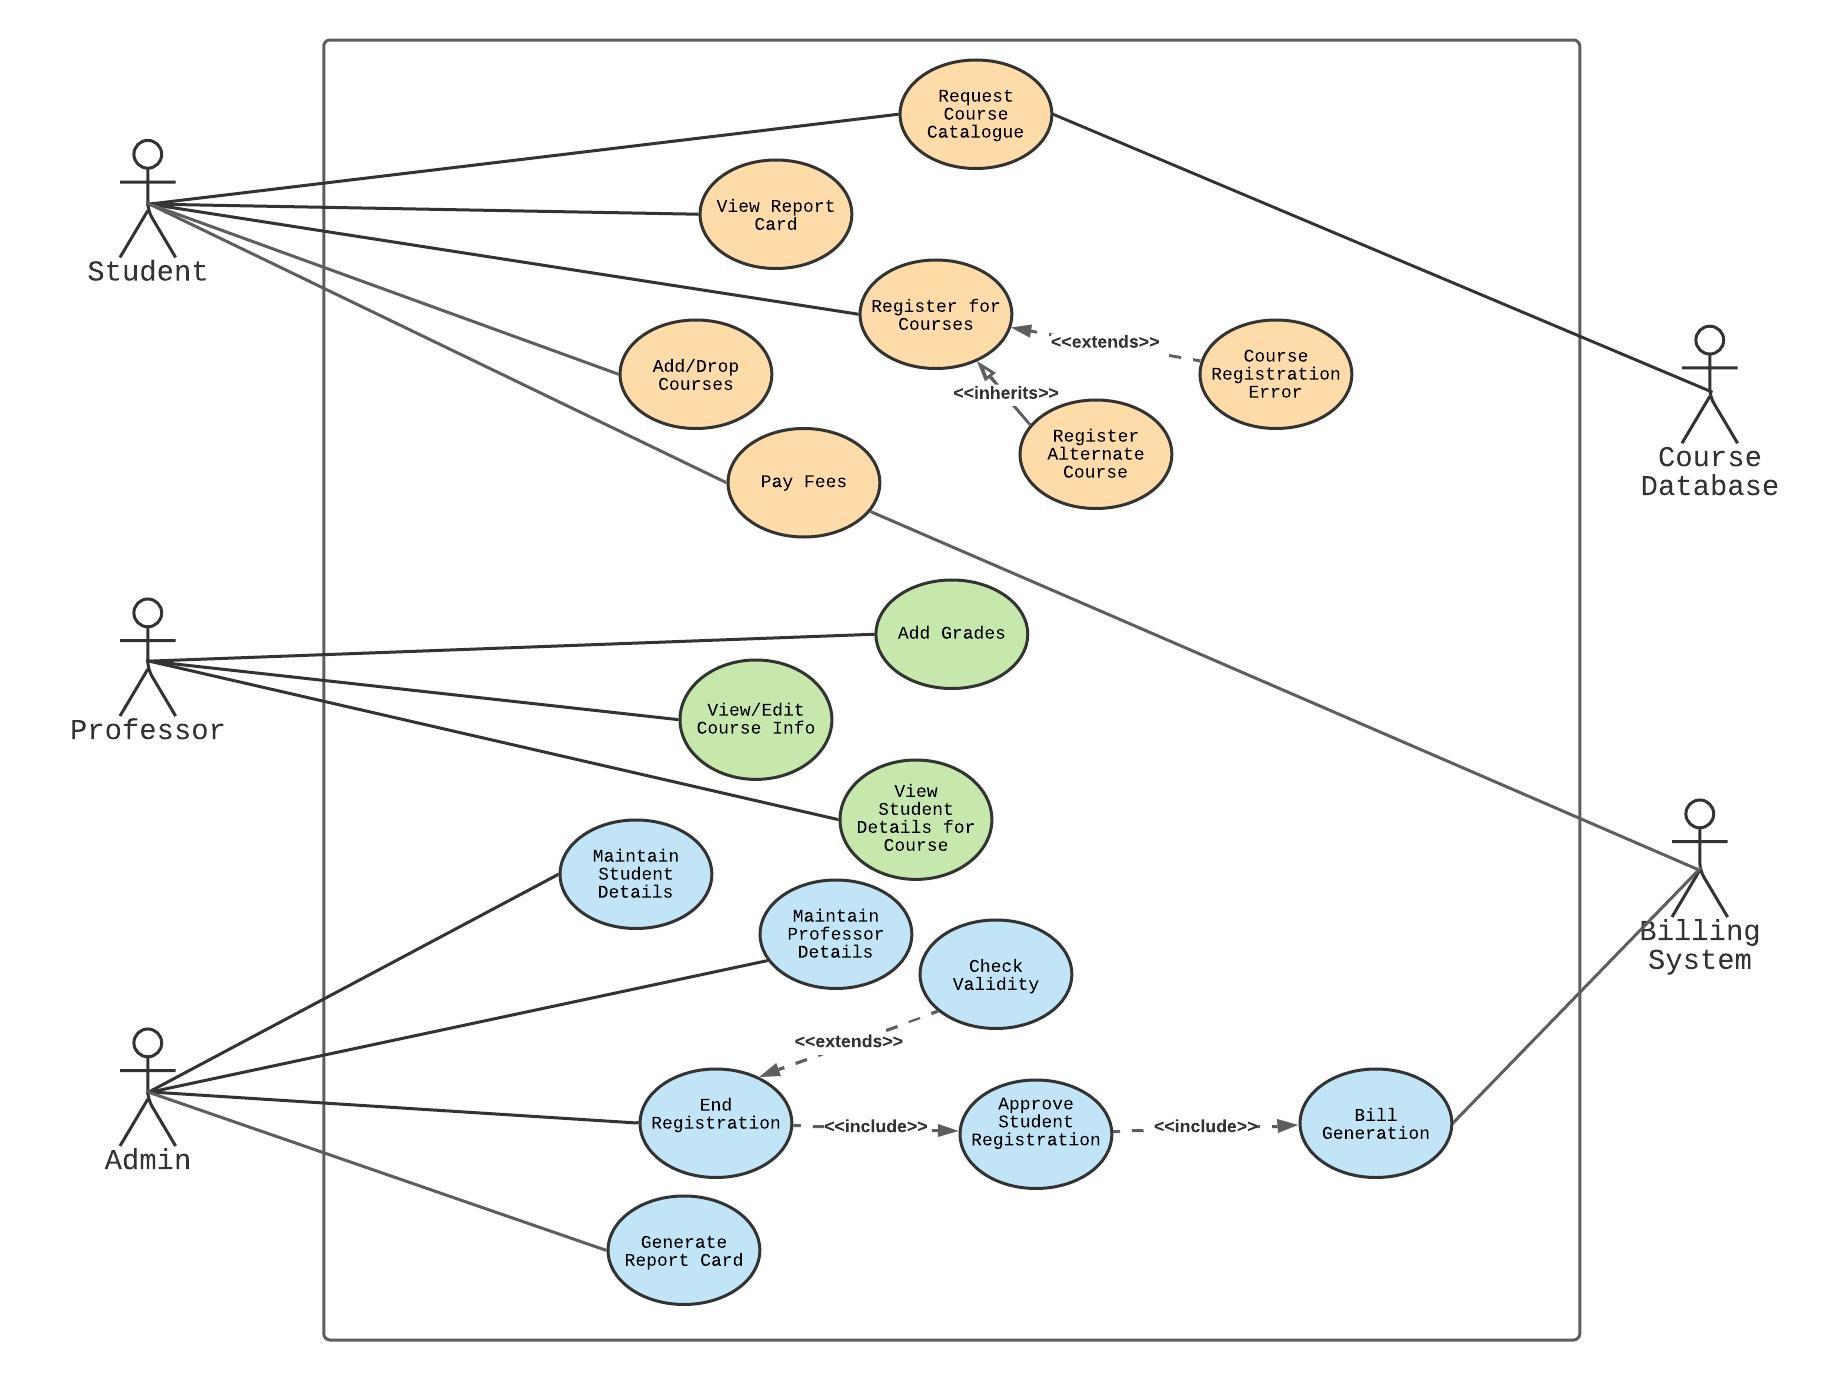 Request
Course
Catalogue
View Report
Card
Student
Register for
Courses
<<extends>>
Course
Registration
Error
Add/Drop
Courses
<<inherits>>
Register
Alternate
Course
Course
Database
Pay Fees
Add Grades
Professor
View/Edit
Course Info
View
Student
Details for
Course
Maintain
Student
Details
Maintain
Professor
Details
Billing
System
Check
Validity
<<extends>>
Admin
End
Registration
<<include>>
Approve
Student
Registration
<<include>>
Bill
Generation
Generate
Report Card